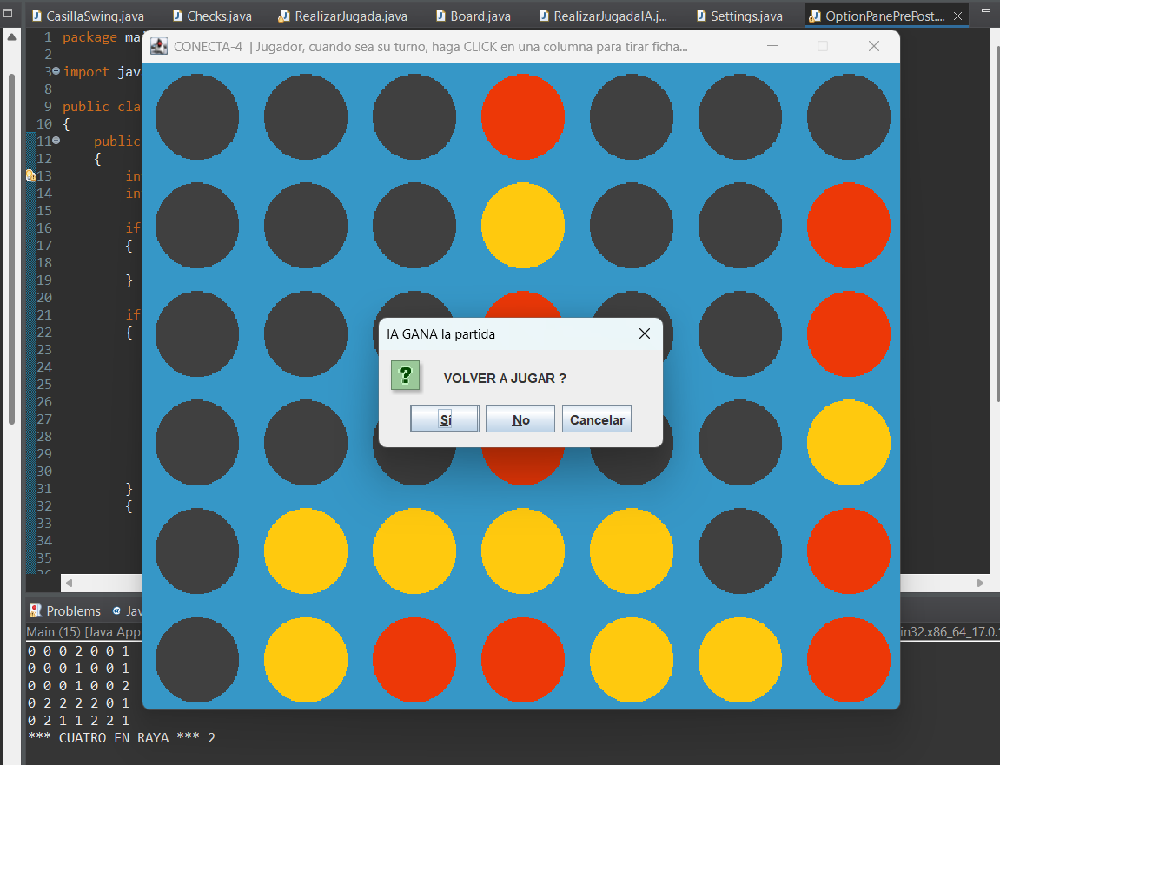 CasillaSwing.java Checks.java RealizarJugada.java Board.java RealizarJugadaIA.j... Settings.java OptionPanePrePost....
1 package mai
CONECTA-4 | Jugador, cuando sea su turno, haga CLICK en una columna para tirar ficha...
2
3 import jav
8
9 public cla
10 {
11 public
12 {
13 in
14 in
15
16 if
17 {
18
19 }
20
21 if
22 {
23
24
25
26
27
28
29
30
31 }
32 {
33
34
35
IA GANA la partida
? VOLVER A JUGAR ?
Sí No Cancelar
Problems Jav
Main (15) [Java App
in32.x86_64_17.0.
0 0 0 2 0 0 1
0 0 0 1 0 0 1
0 0 0 1 0 0 2
0 2 2 2 2 0 1
0 2 1 1 2 2 1
*** CUATRO EN RAYA *** 2